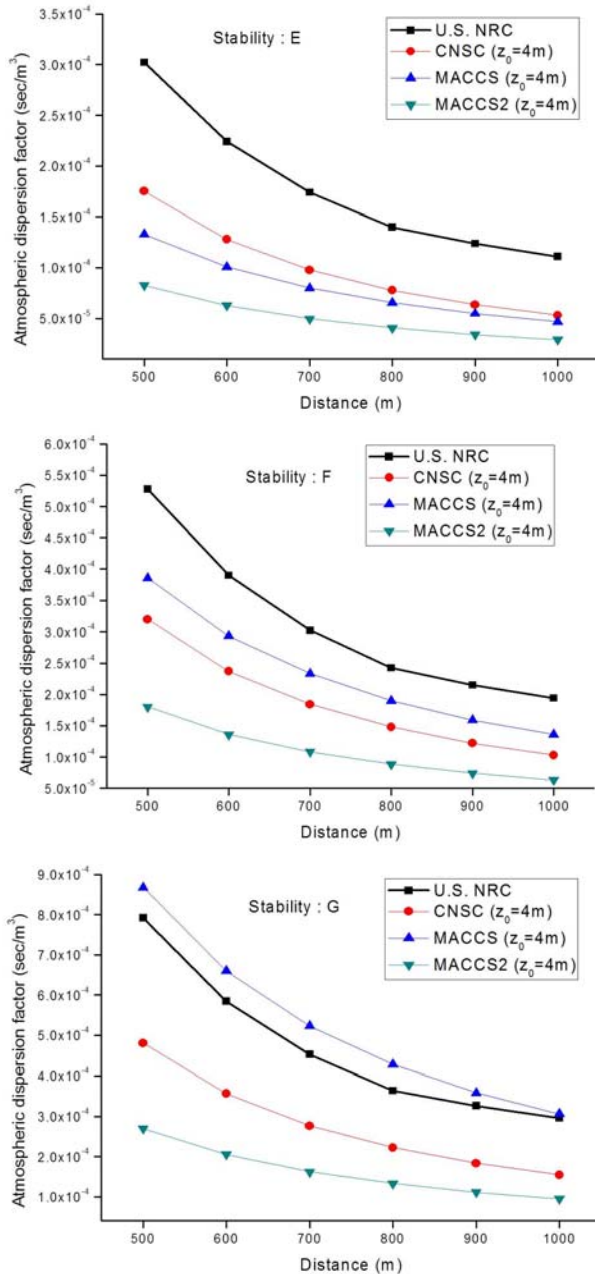 Stability : E
U.S. NRC
CNSC (z₀=4m)
MACCS (z₀=4m)
MACCS2 (z₀=4m)
Atmospheric dispersion factor (sec/m³)
3.5x10⁻⁴
3.0x10⁻⁴
2.5x10⁻⁴
2.0x10⁻⁴
1.5x10⁻⁴
1.0x10⁻⁴
5.0x10⁻⁵
500 600 700 800 900 1000
Distance (m)
Stability : F
U.S. NRC
CNSC (z₀=4m)
MACCS (z₀=4m)
MACCS2 (z₀=4m)
Atmospheric dispersion factor (sec/m³)
6.0x10⁻⁴
5.5x10⁻⁴
5.0x10⁻⁴
4.5x10⁻⁴
4.0x10⁻⁴
3.5x10⁻⁴
3.0x10⁻⁴
2.5x10⁻⁴
2.0x10⁻⁴
1.5x10⁻⁴
1.0x10⁻⁴
5.0x10⁻⁵
500 600 700 800 900 1000
Distance (m)
Stability : G
U.S. NRC
CNSC (z₀=4m)
MACCS (z₀=4m)
MACCS2 (z₀=4m)
Atmospheric dispersion factor (sec/m³)
9.0x10⁻⁴
8.0x10⁻⁴
7.0x10⁻⁴
6.0x10⁻⁴
5.0x10⁻⁴
4.0x10⁻⁴
3.0x10⁻⁴
2.0x10⁻⁴
1.0x10⁻⁴
500 600 700 800 900 1000
Distance (m)